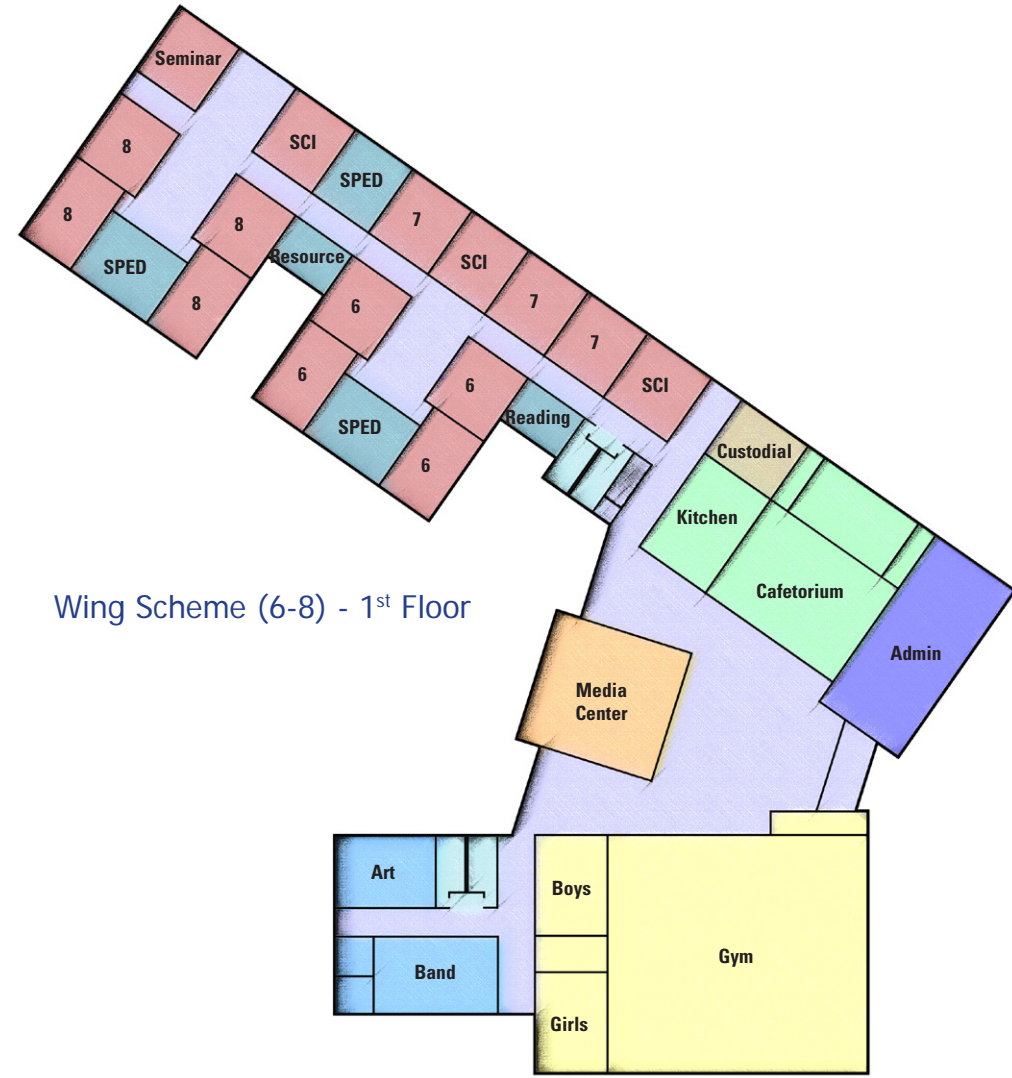 Seminar
8
SCI
SPED
8
7
8
SCI
Resource
SPED
7
8
6
7
6
SCI
6
Reading
SPED
Custodial
6
Kitchen
Cafetorium
Wing Scheme (6-8) - 1st Floor
Admin
Media
Center
Art
Boys
Gym
Band
Girls